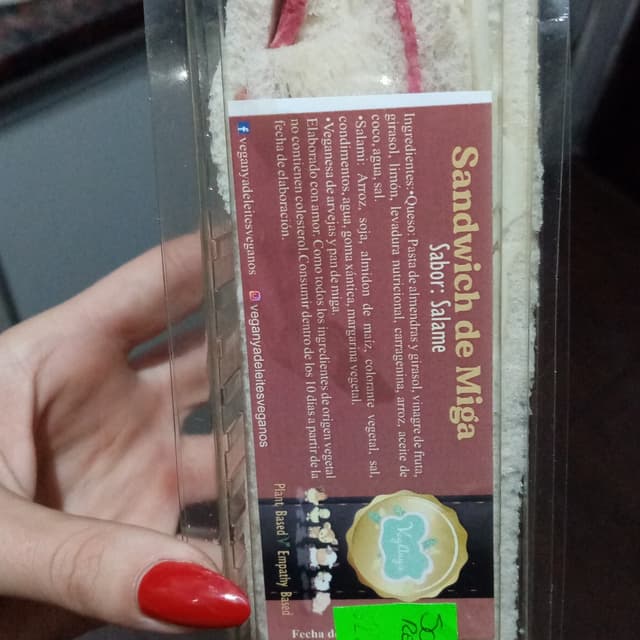 Sandwich de Miga
Sabor: Salame
Ingredientes:•Queso: Pasta de almendras y girasol, vinagre de fruta,
girasol, limón, levadura nutricional, carragenina, arroz, aceite de
coco, agua, sal.
•Salami: Arroz, soja, almidon de maíz, colorante vegetal, sal,
condimentos, agua, goma xántica, margarina vegetal.
•Veganesa de arvejas y pan de miga.
Elaborado con amor. Como todos los ingredientes de origen vegetal
no contienen colesterol.Consumir dentro de los 10 días a partir de la
fecha de elaboración.
veganyadeleitesveganos veganyadeleitesveganos
Plant Based Empathy Based
Fecha de